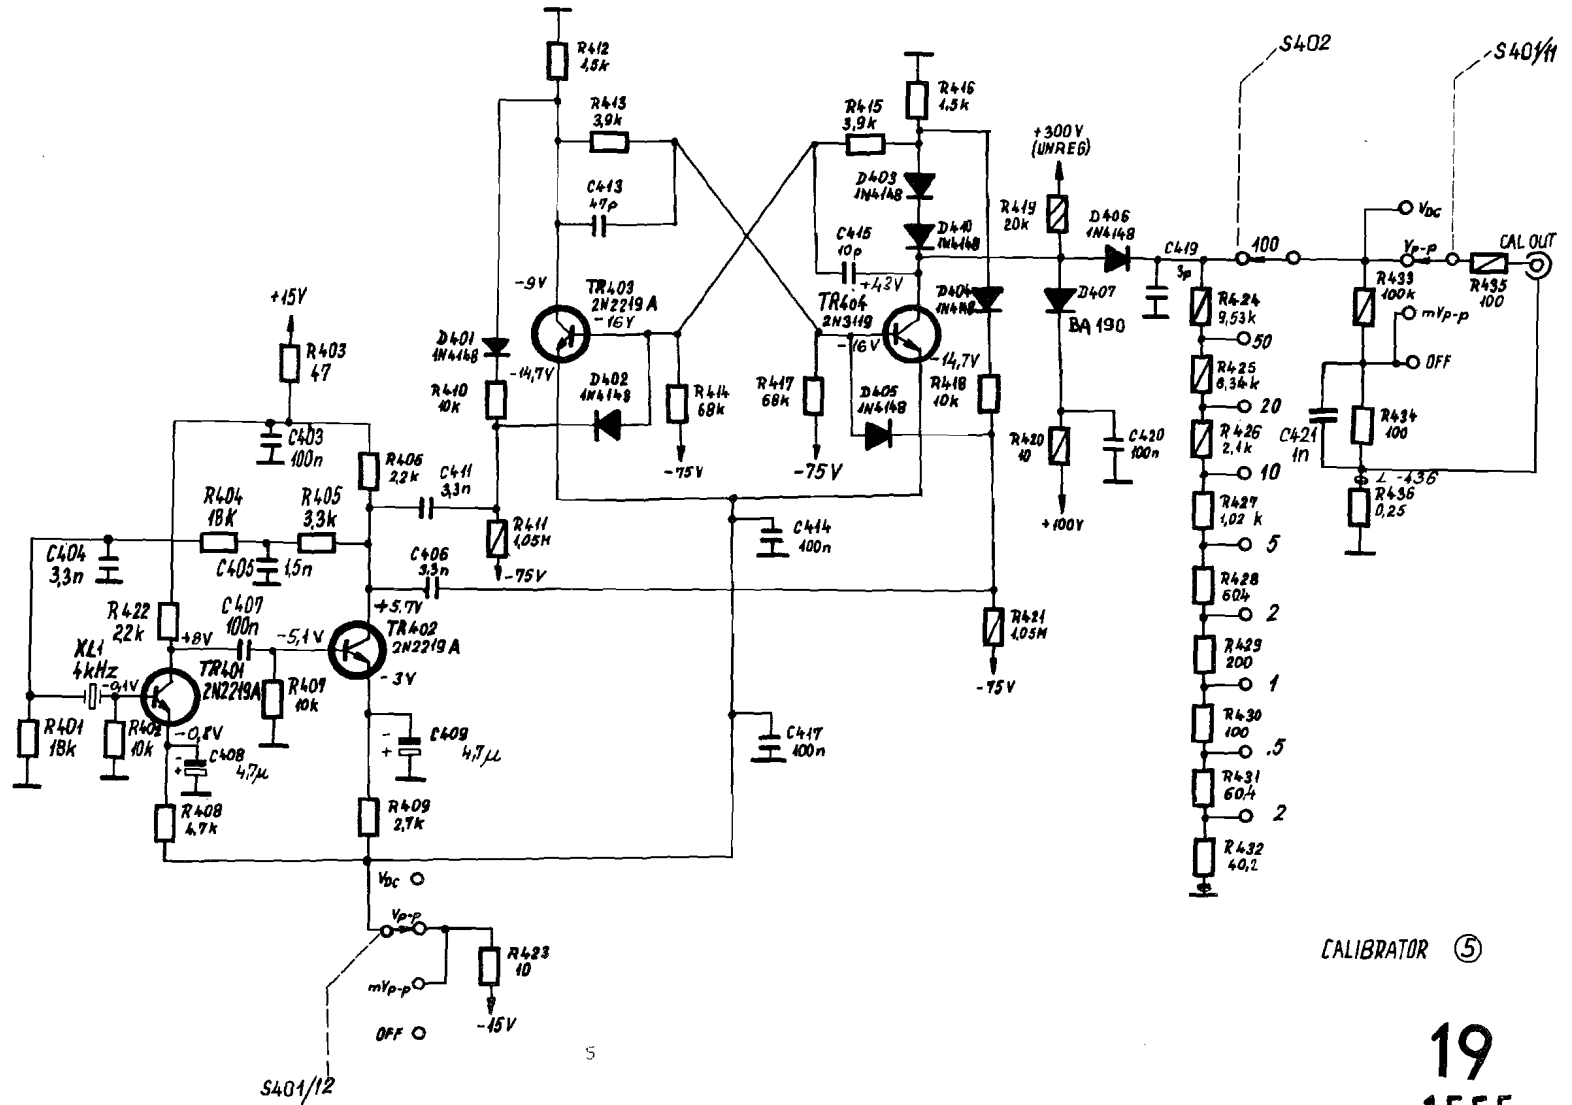 R412
1,5k
R413
3,9k
C413
47p
-9V
TR403
2N2219A
-16V
-14,7V
D401
1N4148
R410
10k
D402
1N4148
R414
68k
-75V
R415
3,9k
R416
1,5k
D403
1N4148
D410
1N4148
C415
10p
+43V
TR404
2N3119
-16V
-14,7V
D404
1N4148
R417
68k
-75V
D405
1N4148
R418
10k
+300V
(UNREG)
R419
20k
D406
1N4148
D407
BA 190
R420
10
C420
100n
+100V
C419
3p
S402
S401/11
100
R424
9,53k
50
R425
6,34k
20
R426
2,1k
10
R427
1,02 k
5
R428
604
2
R429
200
1
R430
100
.5
R431
60,4
2
R432
40,2
VDC
Vp-p
CAL OUT
R435
100
R433
100k
mVp-p
OFF
C421
1n
R434
100
R436
0,25
+15V
R403
47
C403
100n
R406
2,2k
C411
3,3n
R404
18K
R405
3,3k
C404
3,3n
C405
1,5n
R411
1,05M
-75V
C406
3,3n
C414
100n
R422
2,2k
+8V
C407
100n
-5,1V
+5,7V
TR402
2N2219A
-3V
XL1
4kHz
-0,1V
TR401
2N2219A
R407
10k
R401
18k
R402
10k
-0,8V
C408
4,7µ
C409
4,7µ
C417
100n
R421
1,05M
-75V
R408
4,7k
R409
2,7k
VDC
Vp-p
mVp-p
OFF
R423
10
-15V
S401/12
CALIBRATOR 5
19